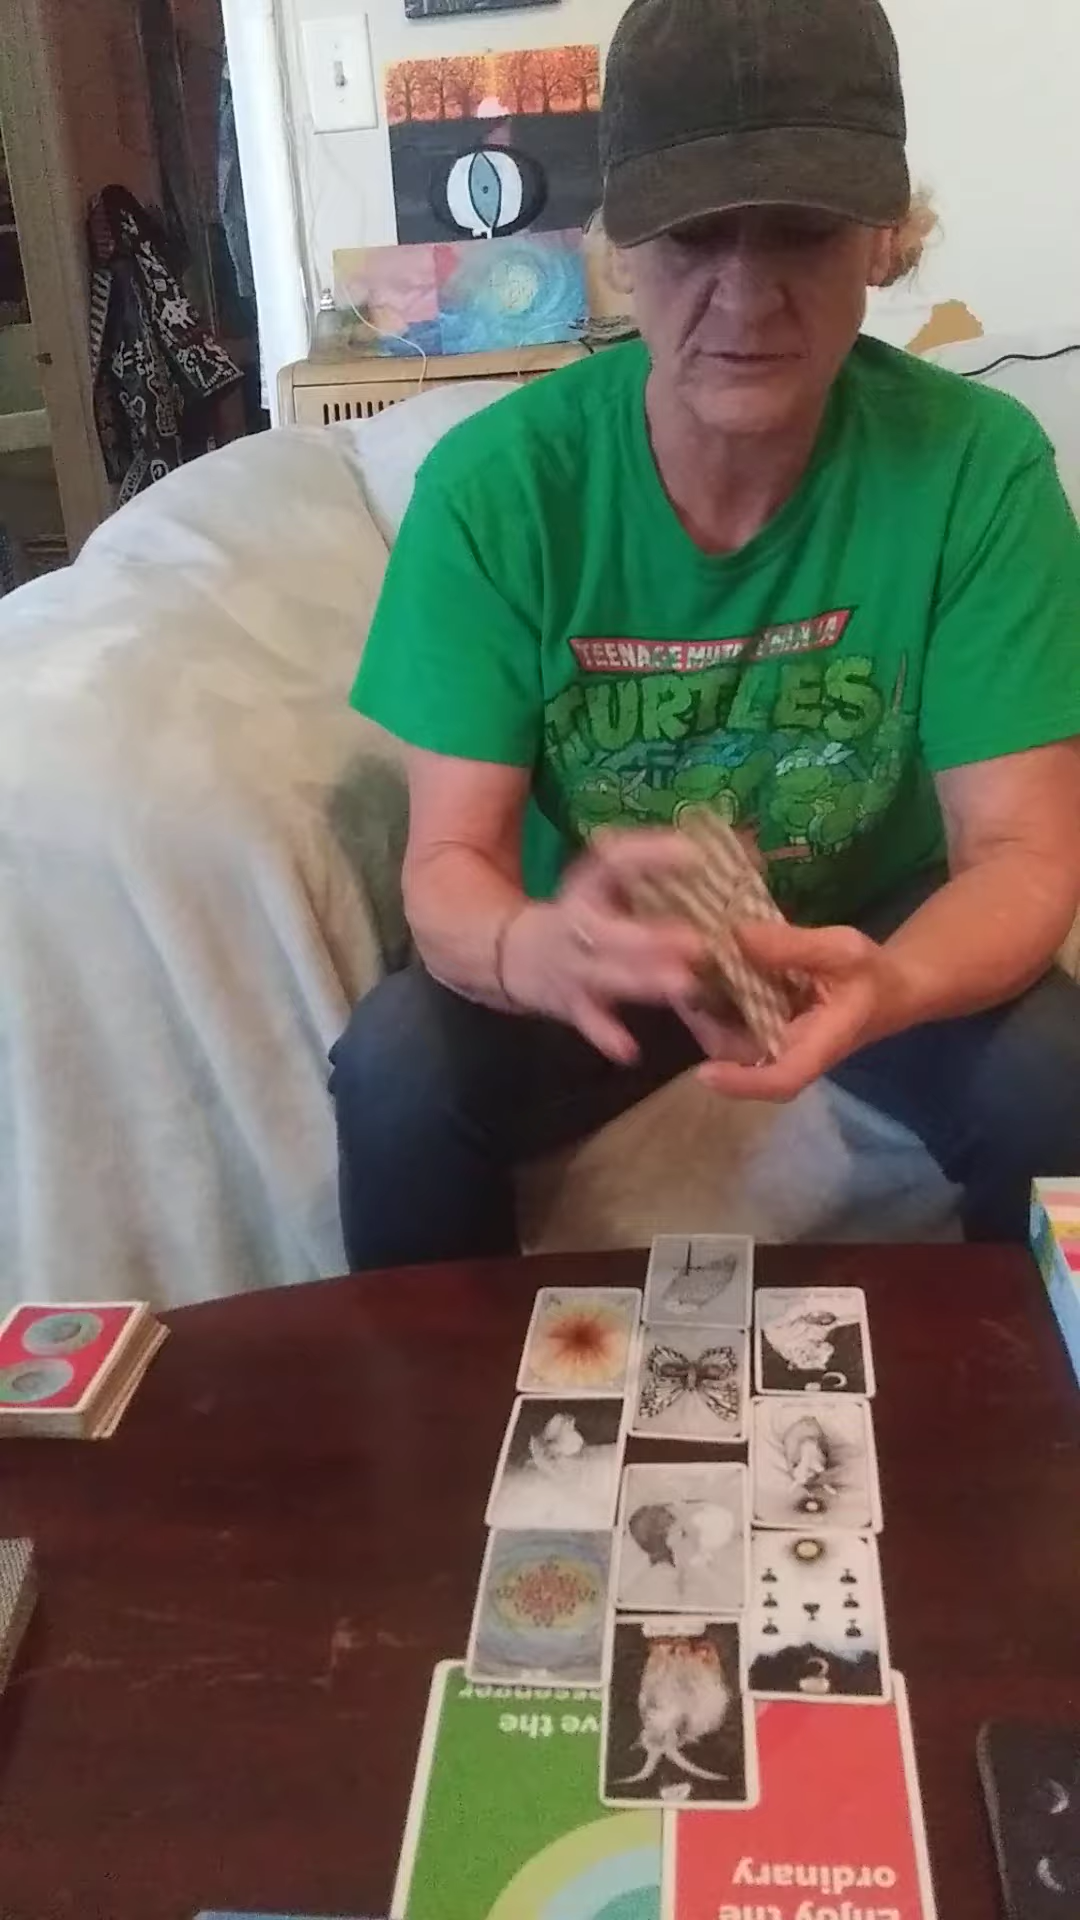 TEENAGE MUTANT NINJA
TURTLES
ve the
Enjoy the
ordinary